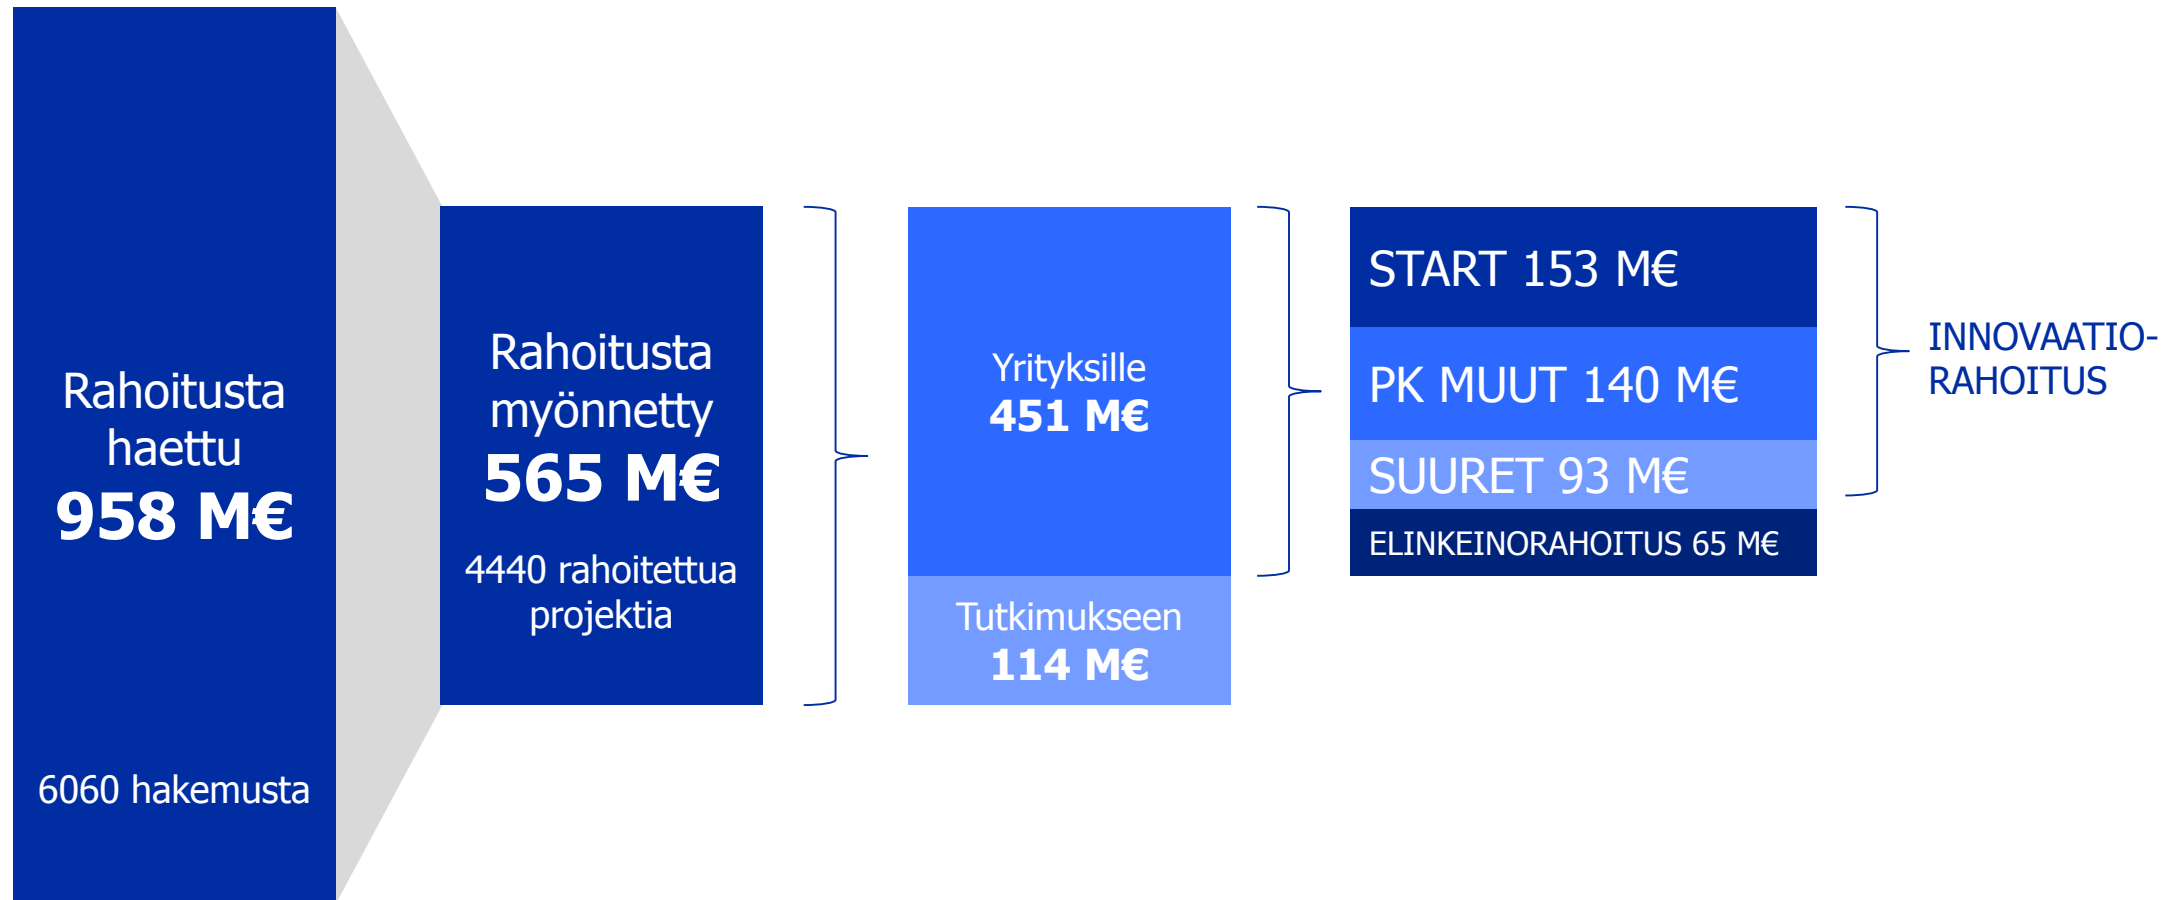 Rahoitusta
haettu
958 M€
6060 hakemusta
Rahoitusta
myönnetty
565 M€
4440 rahoitettua
projektia
Yrityksille
451 M€
Tutkimukseen
114 M€
START 153 M€
PK MUUT 140 M€
SUURET 93 M€
ELINKEINORAHOITUS 65 M€
INNOVAATIO-
RAHOITUS